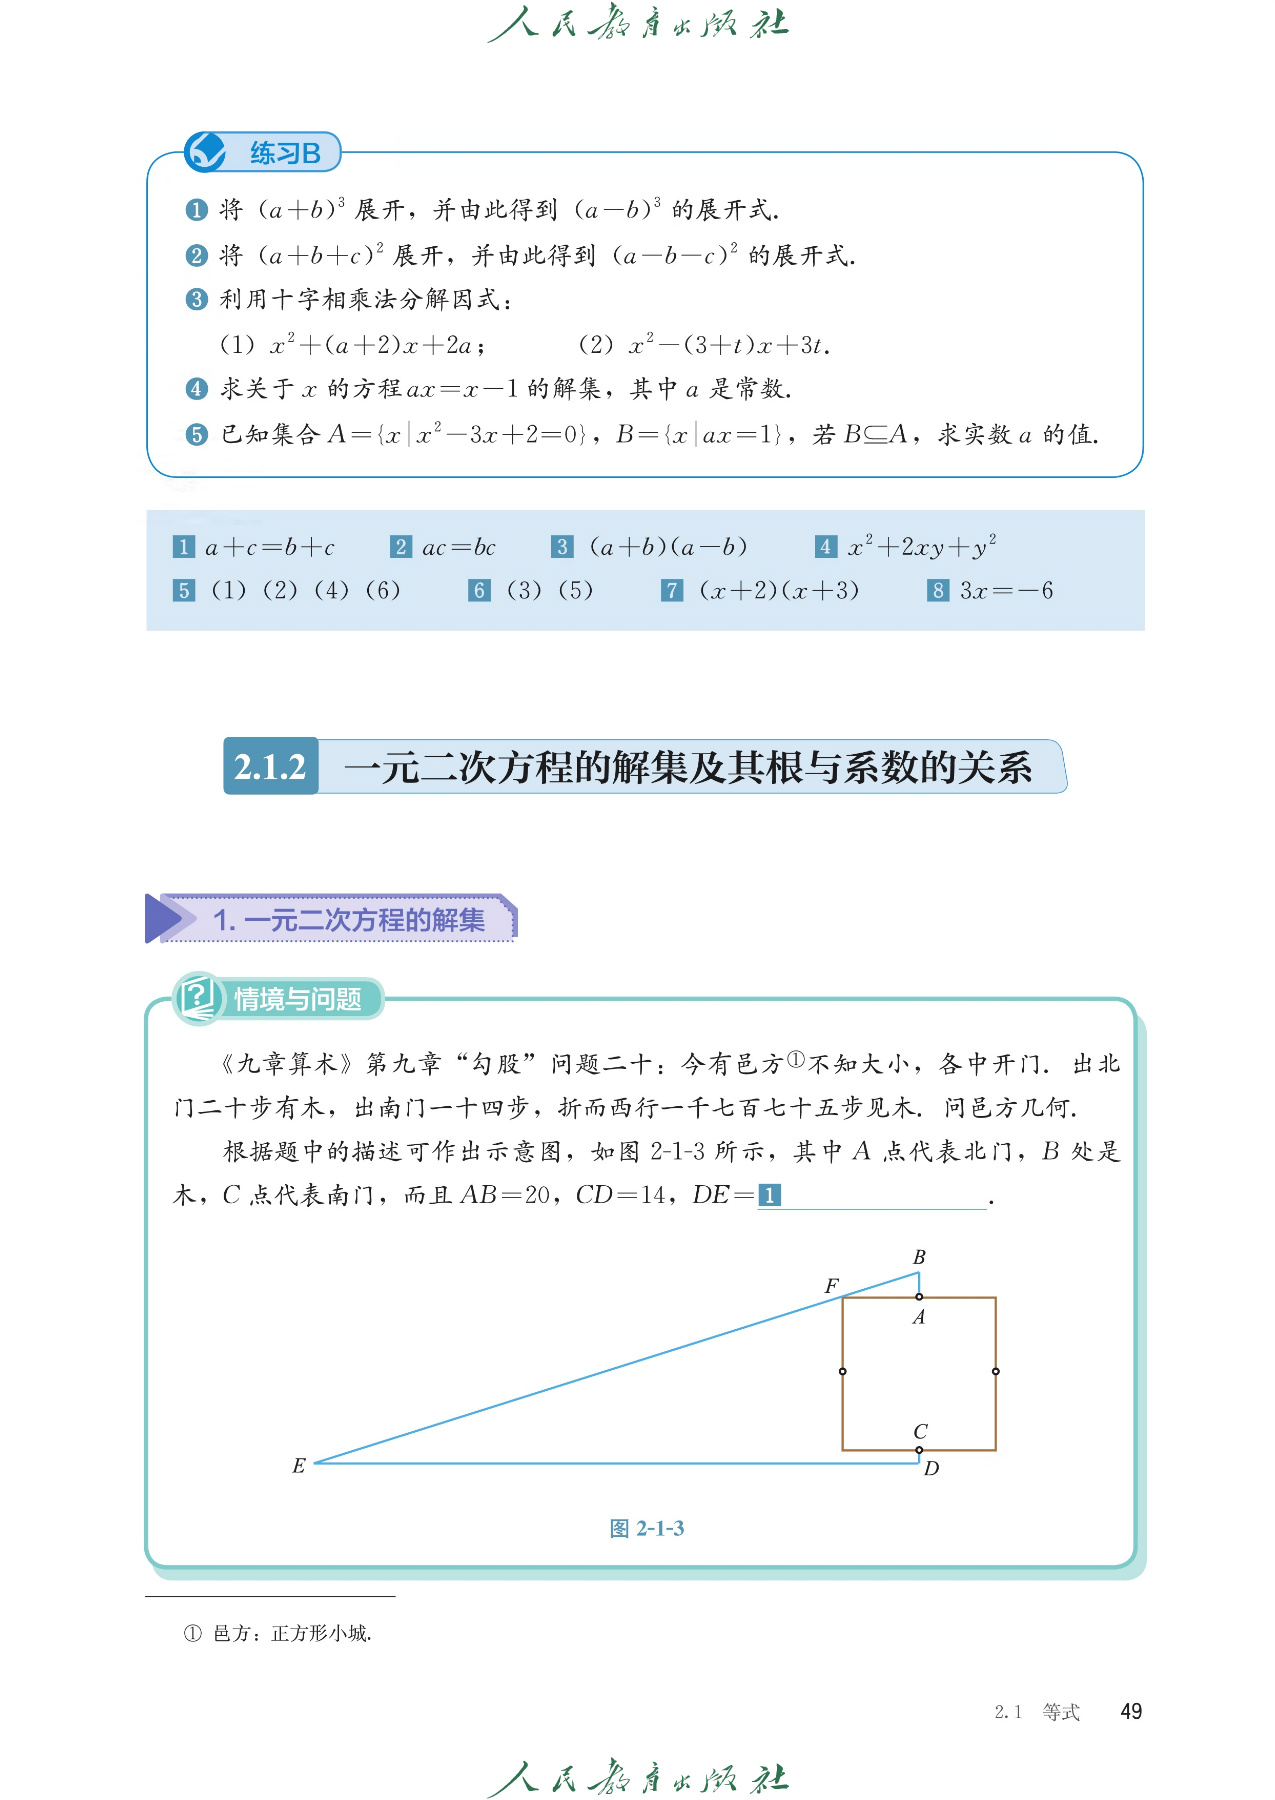 人民教育出版社
练习B
❶ 将 (a+b)³ 展开，并由此得到 (a−b)³ 的展开式.
❷ 将 (a+b+c)² 展开，并由此得到 (a−b−c)² 的展开式.
❸ 利用十字相乘法分解因式：
(1) x²+(a+2)x+2a； (2) x²−(3+t)x+3t.
❹ 求关于 x 的方程 ax=x−1 的解集，其中 a 是常数.
❺ 已知集合 A={x|x²−3x+2=0}，B={x|ax=1}，若 B⊆A，求实数 a 的值.
1 a+c=b+c 2 ac=bc 3 (a+b)(a−b) 4 x²+2xy+y²
5 (1) (2) (4) (6) 6 (3) (5) 7 (x+2)(x+3) 8 3x=−6
2.1.2 一元二次方程的解集及其根与系数的关系
1. 一元二次方程的解集
情境与问题
《九章算术》第九章“勾股”问题二十：今有邑方①不知大小，各中开门. 出北
门二十步有木，出南门一十四步，折而西行一千七百七十五步见木. 问邑方几何.
根据题中的描述可作出示意图，如图 2-1-3 所示，其中 A 点代表北门，B 处是
木，C 点代表南门，而且 AB=20，CD=14，DE=1 .
B
F
A
C
E
D
图 2-1-3
① 邑方：正方形小城.
2.1 等式 49
人民教育出版社